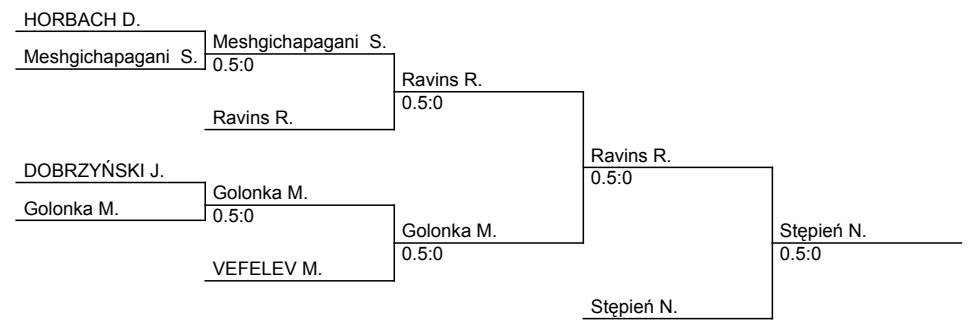 HORBACH D.
Meshgichapagani S.
Meshgichapagani S.
0.5:0
Ravins R.
0.5:0
Ravins R.
Ravins R.
0.5:0
DOBRZYŃSKI J.
Golonka M.
0.5:0
Golonka M.
Golonka M.
0.5:0
Stępień N.
0.5:0
VEFELEV M.
Stępień N.